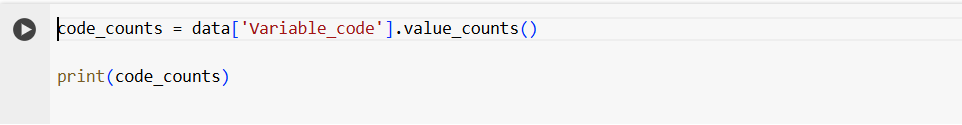 code_counts = data['Variable_code'].value_counts()
print(code_counts)